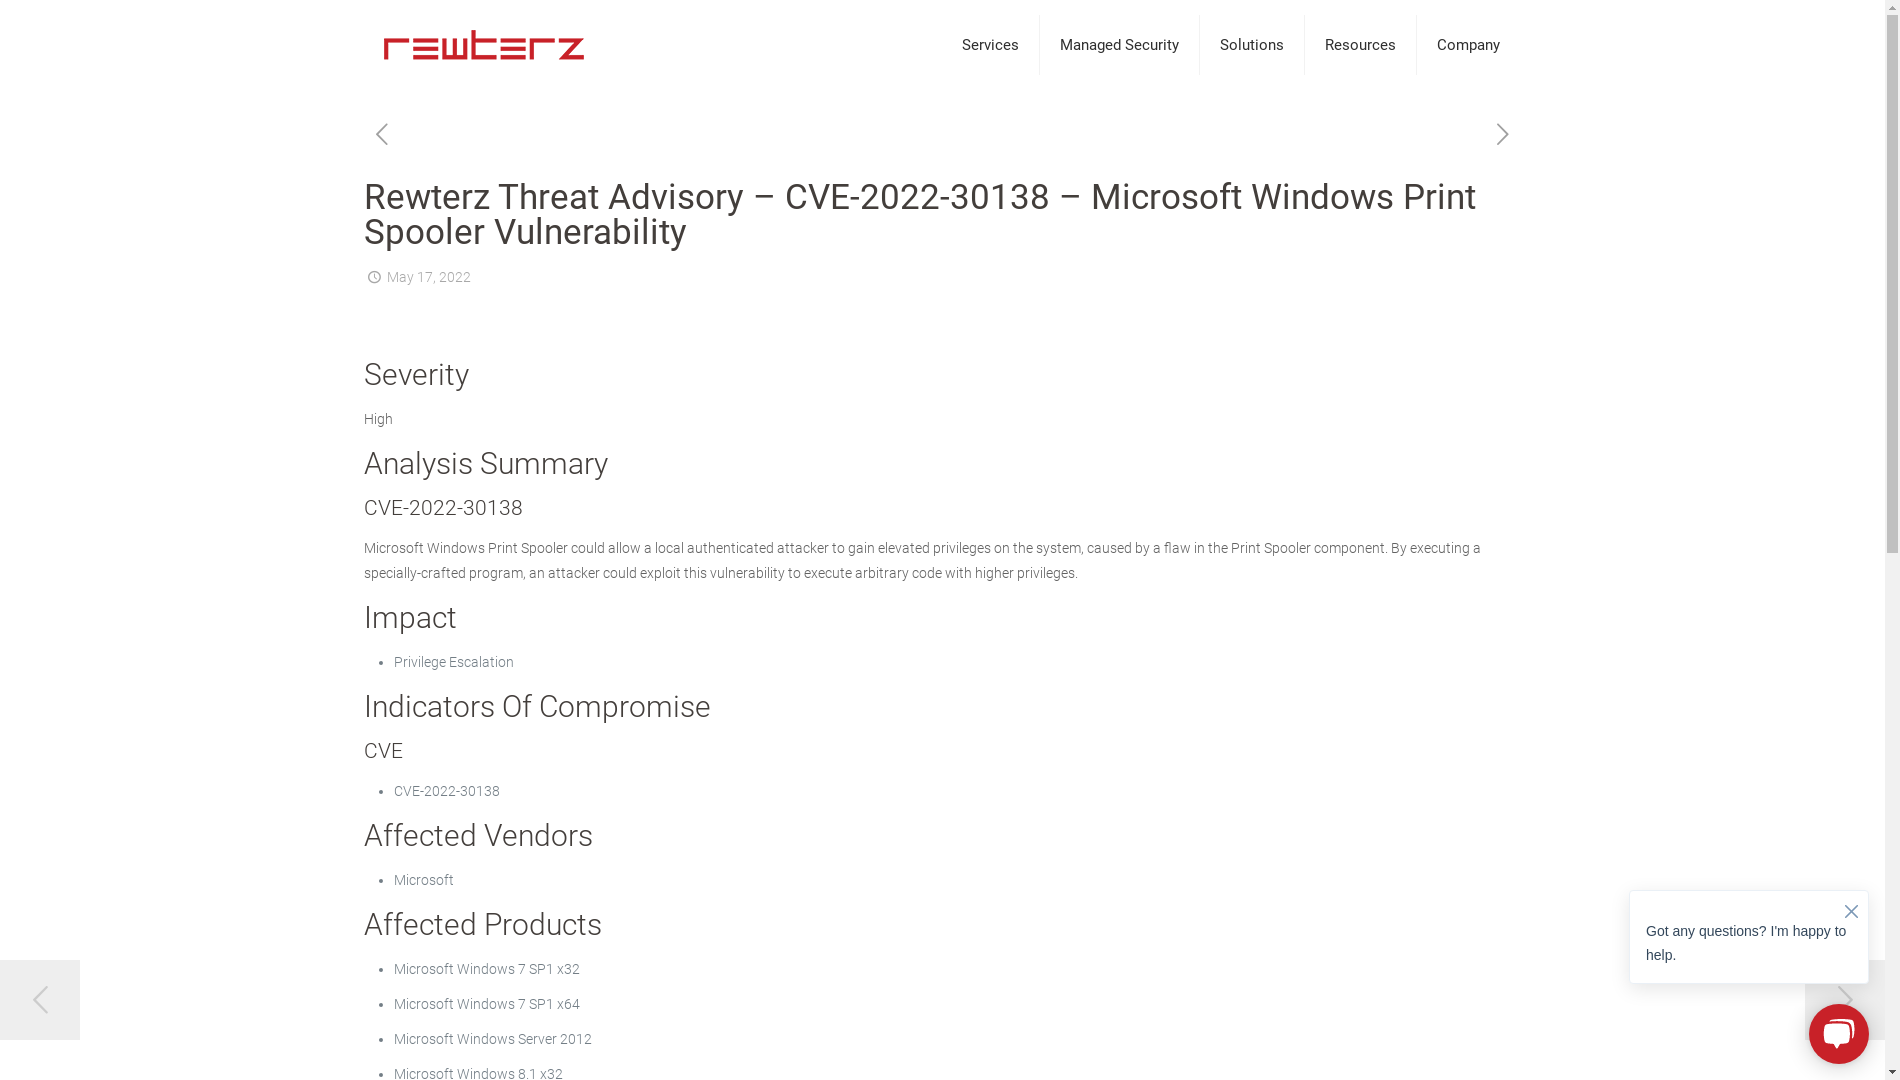 rewterz
Services
Managed Security
Solutions
Resources
Company
Rewterz Threat Advisory – CVE-2022-30138 – Microsoft Windows Print
Spooler Vulnerability
May 17, 2022
Severity
High
Analysis Summary
CVE-2022-30138
Microsoft Windows Print Spooler could allow a local authenticated attacker to gain elevated privileges on the system, caused by a flaw in the Print Spooler component. By executing a
specially-crafted program, an attacker could exploit this vulnerability to execute arbitrary code with higher privileges.
Impact
Privilege Escalation
Indicators Of Compromise
CVE
CVE-2022-30138
Affected Vendors
Microsoft
Affected Products
Microsoft Windows 7 SP1 x32
Microsoft Windows 7 SP1 x64
Microsoft Windows Server 2012
Microsoft Windows 8.1 x32
Got any questions? I'm happy to
help.